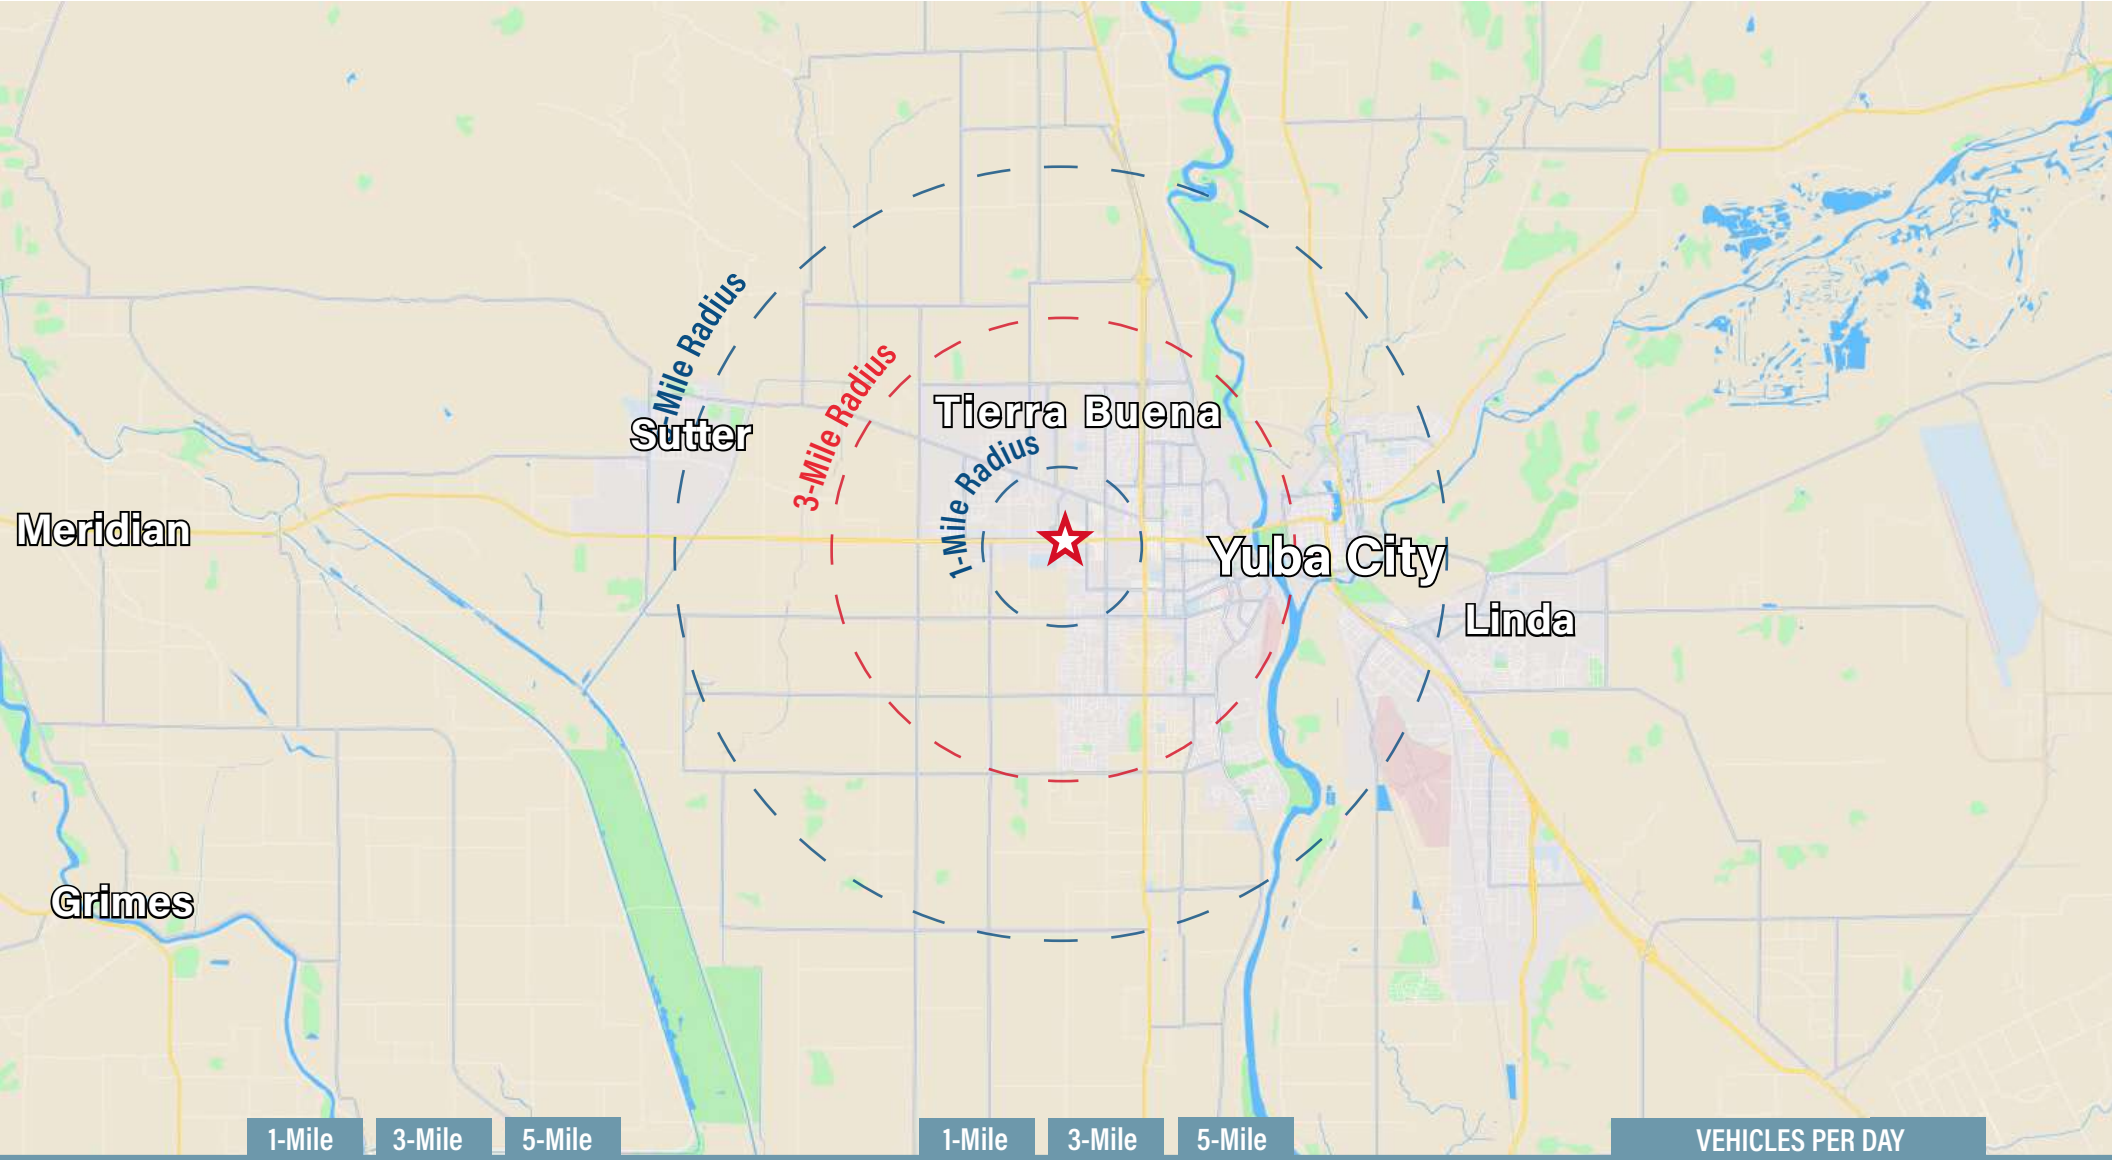 -Mile Radius
3-Mile Radius
Tierra Buena
Sutter
1-Mile Radius
Meridian
Yuba City
Linda
Grimes
1-Mile 3-Mile 5-Mile 1-Mile 3-Mile 5-Mile VEHICLES PER DAY